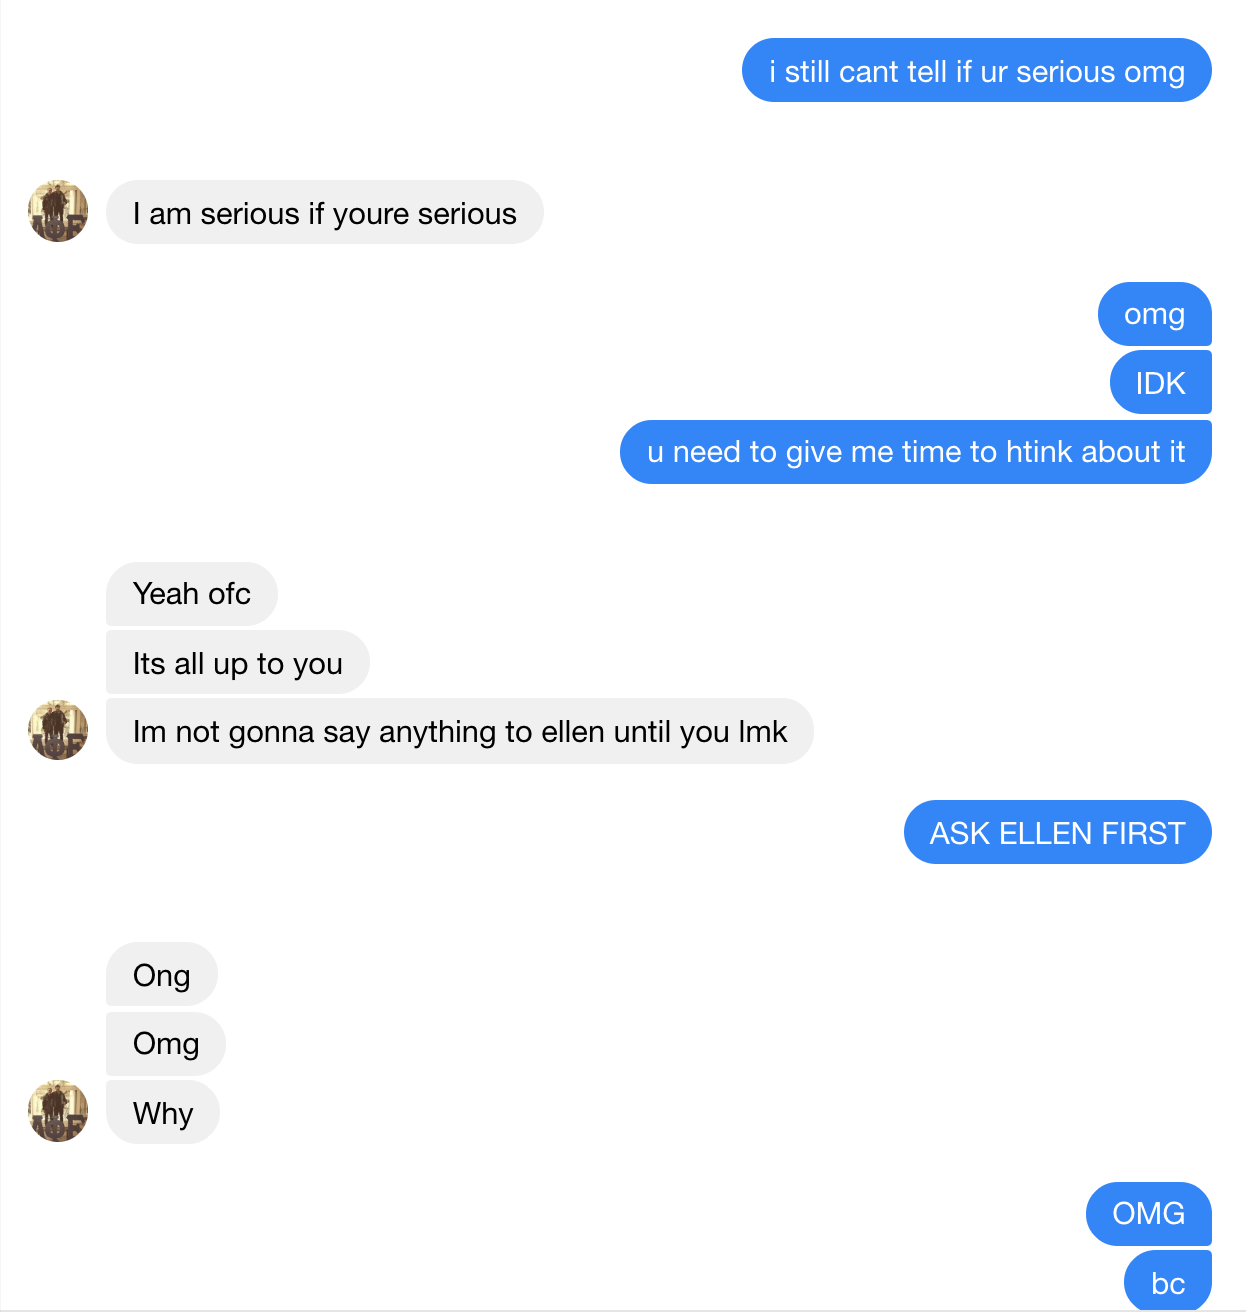 i still cant tell if ur serious omg
I am serious if youre serious
omg
IDK
u need to give me time to htink about it
Yeah ofc
Its all up to you
Im not gonna say anything to ellen until you lmk
ASK ELLEN FIRST
Ong
Omg
Why
OMG
bc